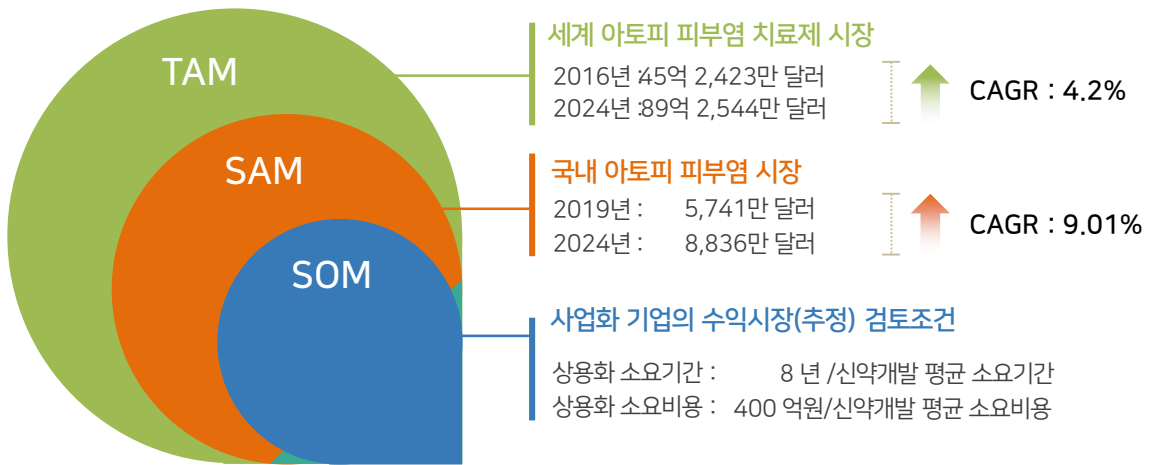 TAM
SAM
SOM
세계 아토피 피부염 치료제 시장
2016년 :45억 2,423만 달러
2024년 :89억 2,544만 달러
CAGR : 4.2%
국내 아토피 피부염 시장
2019년 : 5,741만 달러
2024년 : 8,836만 달러
CAGR : 9.01%
사업화 기업의 수익시장(추정) 검토조건
상용화 소요기간 : 8 년 /신약개발 평균 소요기간
상용화 소요비용 : 400 억원/신약개발 평균 소요비용